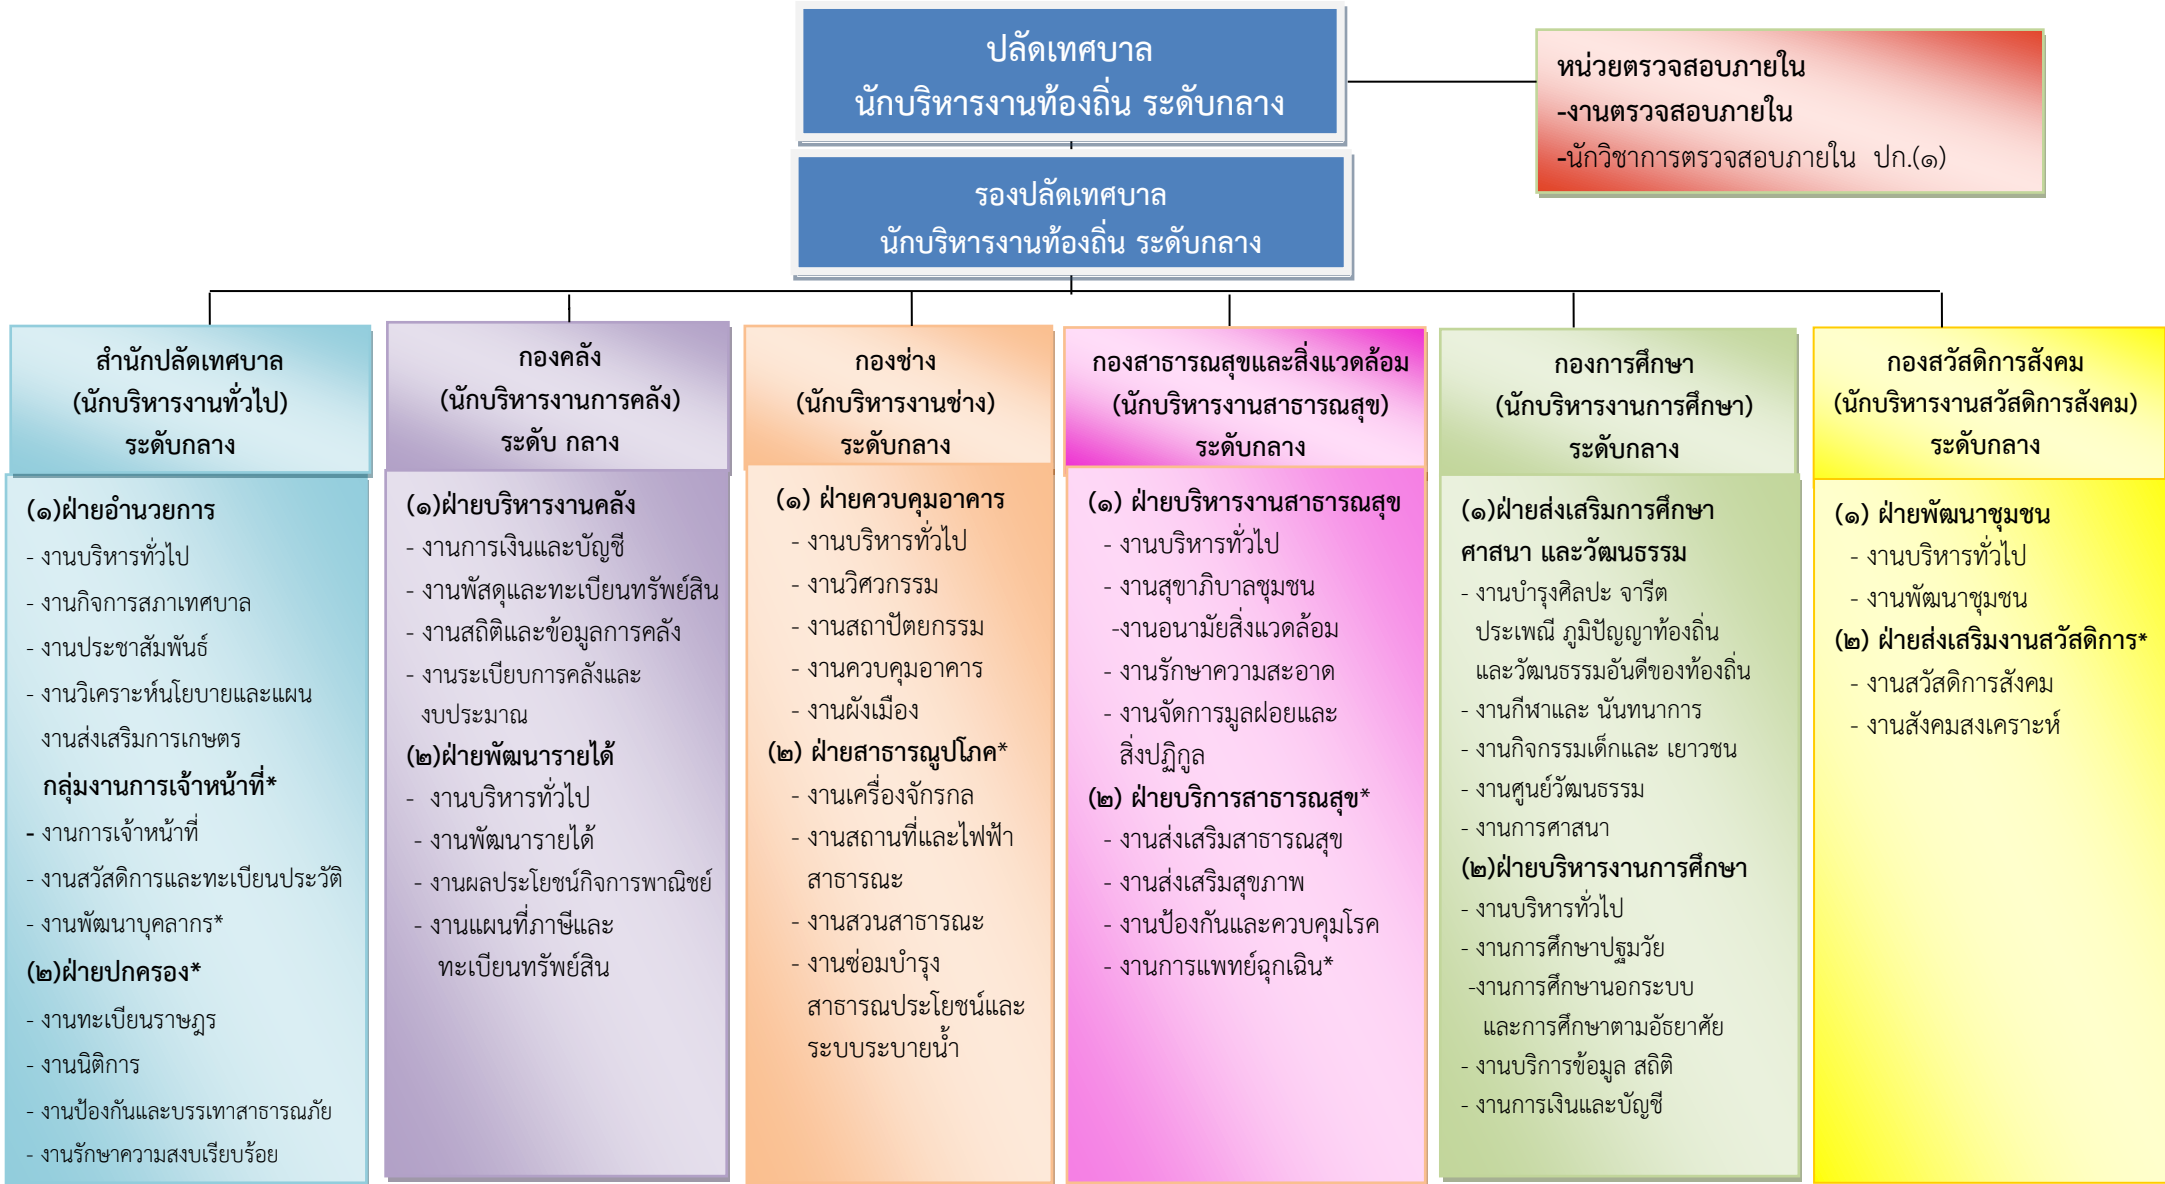 ปลัดเทศบาล
นักบริหารงานท้องถิ่น ระดับกลาง
หน่วยตรวจสอบภายใน
-งานตรวจสอบภายใน
-นักวิชาการตรวจสอบภายใน ปก.(๑)
รองปลัดเทศบาล
นักบริหารงานท้องถิ่น ระดับกลาง
สำนักปลัดเทศบาล
(นักบริหารงานทั่วไป)
ระดับกลาง
(๑)ฝ่ายอำนวยการ
- งานบริหารทั่วไป
- งานกิจการสภาเทศบาล
- งานประชาสัมพันธ์
- งานวิเคราะห์นโยบายและแผน
งานส่งเสริมการเกษตร
กลุ่มงานการเจ้าหน้าที่*
- งานการเจ้าหน้าที่
- งานสวัสดิการและทะเบียนประวัติ
- งานพัฒนาบุคลากร*
(๒)ฝ่ายปกครอง*
- งานทะเบียนราษฎร
- งานนิติการ
- งานป้องกันและบรรเทาสาธารณภัย
- งานรักษาความสงบเรียบร้อย
กองคลัง
(นักบริหารงานการคลัง)
ระดับ กลาง
(๑)ฝ่ายบริหารงานคลัง
- งานการเงินและบัญชี
- งานพัสดุและทะเบียนทรัพย์สิน
- งานสถิติและข้อมูลการคลัง
- งานระเบียบการคลังและ
งบประมาณ
(๒)ฝ่ายพัฒนารายได้
- งานบริหารทั่วไป
- งานพัฒนารายได้
- งานผลประโยชน์กิจการพาณิชย์
- งานแผนที่ภาษีและ
ทะเบียนทรัพย์สิน
กองช่าง
(นักบริหารงานช่าง)
ระดับกลาง
(๑) ฝ่ายควบคุมอาคาร
- งานบริหารทั่วไป
- งานวิศวกรรม
- งานสถาปัตยกรรม
- งานควบคุมอาคาร
- งานผังเมือง
(๒) ฝ่ายสาธารณูปโภค*
- งานเครื่องจักรกล
- งานสถานที่และไฟฟ้า
สาธารณะ
- งานสวนสาธารณะ
- งานซ่อมบำรุง
สาธารณประโยชน์และ
ระบบระบายน้ำ
กองสาธารณสุขและสิ่งแวดล้อม
(นักบริหารงานสาธารณสุข)
ระดับกลาง
(๑) ฝ่ายบริหารงานสาธารณสุข
- งานบริหารทั่วไป
- งานสุขาภิบาลชุมชน
-งานอนามัยสิ่งแวดล้อม
- งานรักษาความสะอาด
- งานจัดการมูลฝอยและ
สิ่งปฏิกูล
(๒) ฝ่ายบริการสาธารณสุข*
- งานส่งเสริมสาธารณสุข
- งานส่งเสริมสุขภาพ
- งานป้องกันและควบคุมโรค
- งานการแพทย์ฉุกเฉิน*
กองการศึกษา
(นักบริหารงานการศึกษา)
ระดับกลาง
(๑)ฝ่ายส่งเสริมการศึกษา
ศาสนา และวัฒนธรรม
- งานบำรุงศิลปะ จารีต
ประเพณี ภูมิปัญญาท้องถิ่น
และวัฒนธรรมอันดีของท้องถิ่น
- งานกีฬาและ นันทนาการ
- งานกิจกรรมเด็กและ เยาวชน
- งานศูนย์วัฒนธรรม
- งานการศาสนา
(๒)ฝ่ายบริหารงานการศึกษา
- งานบริหารทั่วไป
- งานการศึกษาปฐมวัย
-งานการศึกษานอกระบบ
และการศึกษาตามอัธยาศัย
- งานบริการข้อมูล สถิติ
- งานการเงินและบัญชี
กองสวัสดิการสังคม
(นักบริหารงานสวัสดิการสังคม)
ระดับกลาง
(๑) ฝ่ายพัฒนาชุมชน
- งานบริหารทั่วไป
- งานพัฒนาชุมชน
(๒) ฝ่ายส่งเสริมงานสวัสดิการ*
- งานสวัสดิการสังคม
- งานสังคมสงเคราะห์